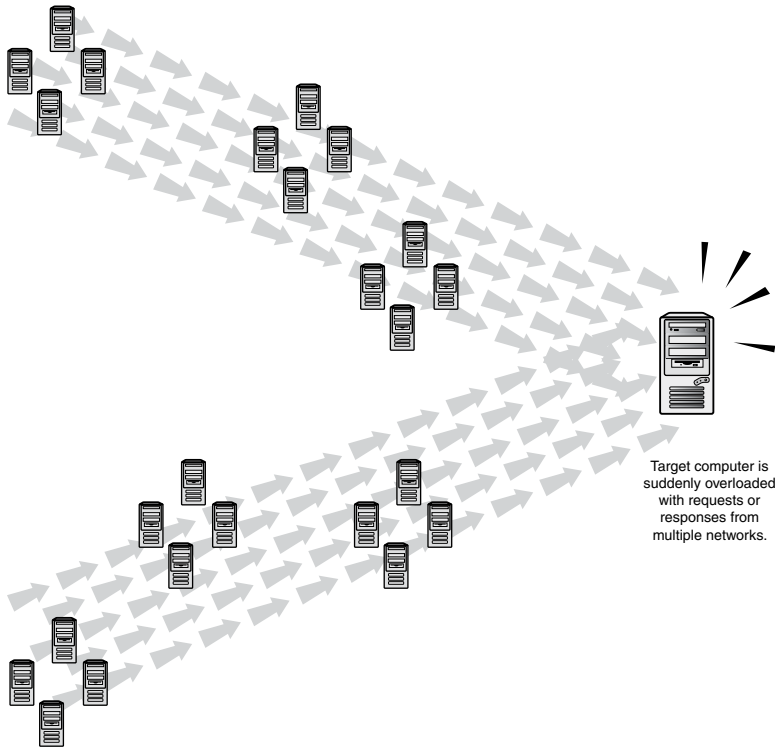 Target computer is
suddenly overloaded
with requests or
responses from
multiple networks.